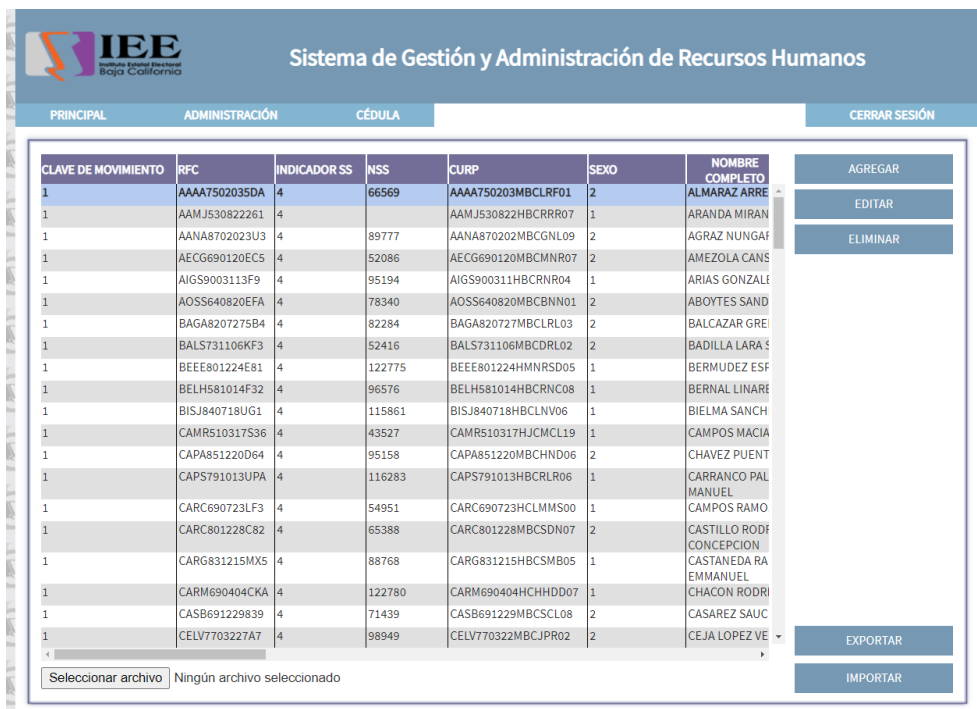 IEE
Instituto Estatal Electoral
Baja California
Sistema de Gestión y Administración de Recursos Humanos
PRINCIPAL ADMINISTRACIÓN CÉDULA CERRAR SESIÓN
CLAVE DE MOVIMIENTO RFC INDICADOR SS NSS CURP SEXO NOMBRE COMPLETO
1 AAAA7502035DA 4 66569 AAAA750203MBCLRF01 2 ALMARAZ ARRE
1 AAMJ530822261 4 AAMJ530822HBCRRR07 1 ARANDA MIRAN
1 AANA8702023U3 4 89777 AANA870202MBCGNL09 2 AGRAZ NUNGAR
1 AECG690120EC5 4 52086 AECG690120MBCMNR07 2 AMEZOLA CANS
1 AIGS9003113F9 4 95194 AIGS900311HBCRNR04 1 ARIAS GONZALE
1 AOSS640820EFA 4 78340 AOSS640820MBCBNN01 2 ABOYTES SAND
1 BAGA8207275B4 4 82284 BAGA820727MBCLRL03 2 BALCAZAR GRE
1 BALS731106KF3 4 52416 BALS731106MBCDRL02 2 BADILLA LARA S
1 BEEE801224E81 4 122775 BEEE801224HMNRSD05 1 BERMUDEZ ESP
1 BELH581014F32 4 96576 BELH581014HBCRNC08 1 BERNAL LINARE
1 BISJ840718UG1 4 115861 BISJ840718HBCLNV06 1 BIELMA SANCH
1 CAMR510317S36 4 43527 CAMR510317HJCMCL19 1 CAMPOS MACIA
1 CAPA851220D64 4 95158 CAPA851220MBCHND06 2 CHAVEZ PUENT
1 CAPS791013UPA 4 116283 CAPS791013HBCRLR06 1 CARRANCO PAL
MANUEL
1 CARC690723LF3 4 54951 CARC690723HCLMMS00 1 CAMPOS RAMO
1 CARC801228C82 4 65388 CARC801228MBCSDN07 2 CASTILLO RODR
CONCEPCION
1 CARG831215MX5 4 88768 CARG831215HBCSMB05 1 CASTANEDA RA
EMMANUEL
1 CARM690404CKA 4 122780 CARM690404HCHHDD07 1 CHACON RODRI
1 CASB691229839 4 71439 CASB691229MBCSCL08 2 CASAREZ SAUC
1 CELV7703227A7 4 98949 CELV770322MBCJPR02 2 CEJA LOPEZ VE
AGREGAR
EDITAR
ELIMINAR
EXPORTAR
Seleccionar archivo Ningún archivo seleccionado
IMPORTAR